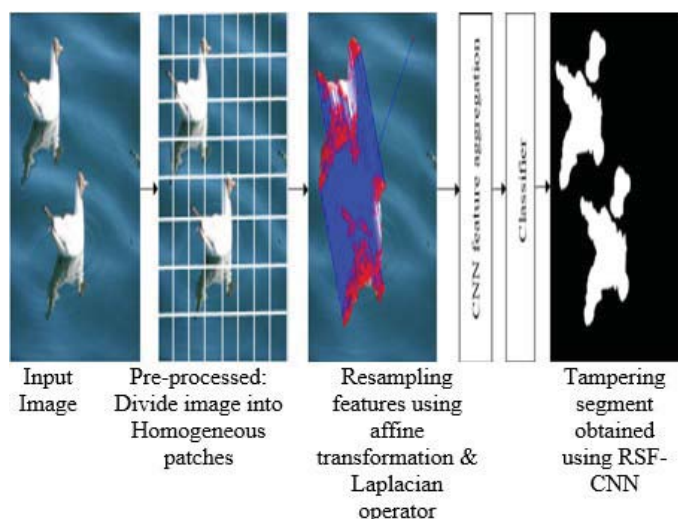 CNN feature aggregation
Classifier
Input
Image
Pre-processed:
Divide image into
Homogeneous
patches
Resampling
features using
affine
transformation &
Laplacian
operator
Tampering
segment
obtained
using RSF-
CNN